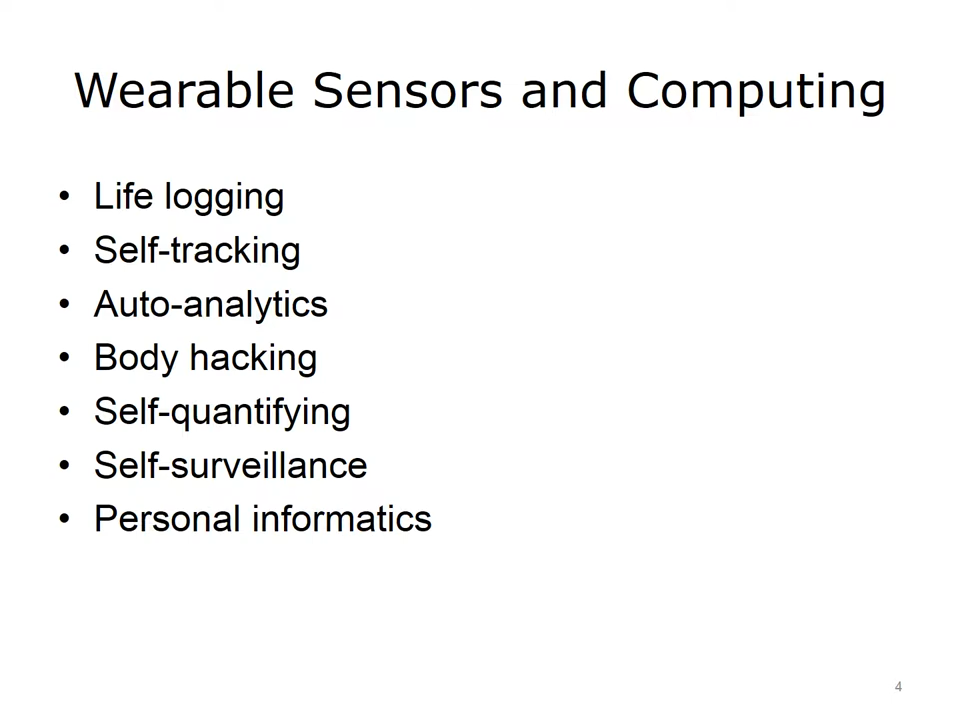 Wearable Sensors and Computing
• Life logging
• Self-tracking
• Auto-analytics
• Body hacking
• Self-quantifying
• Self-surveillance
• Personal informatics
4